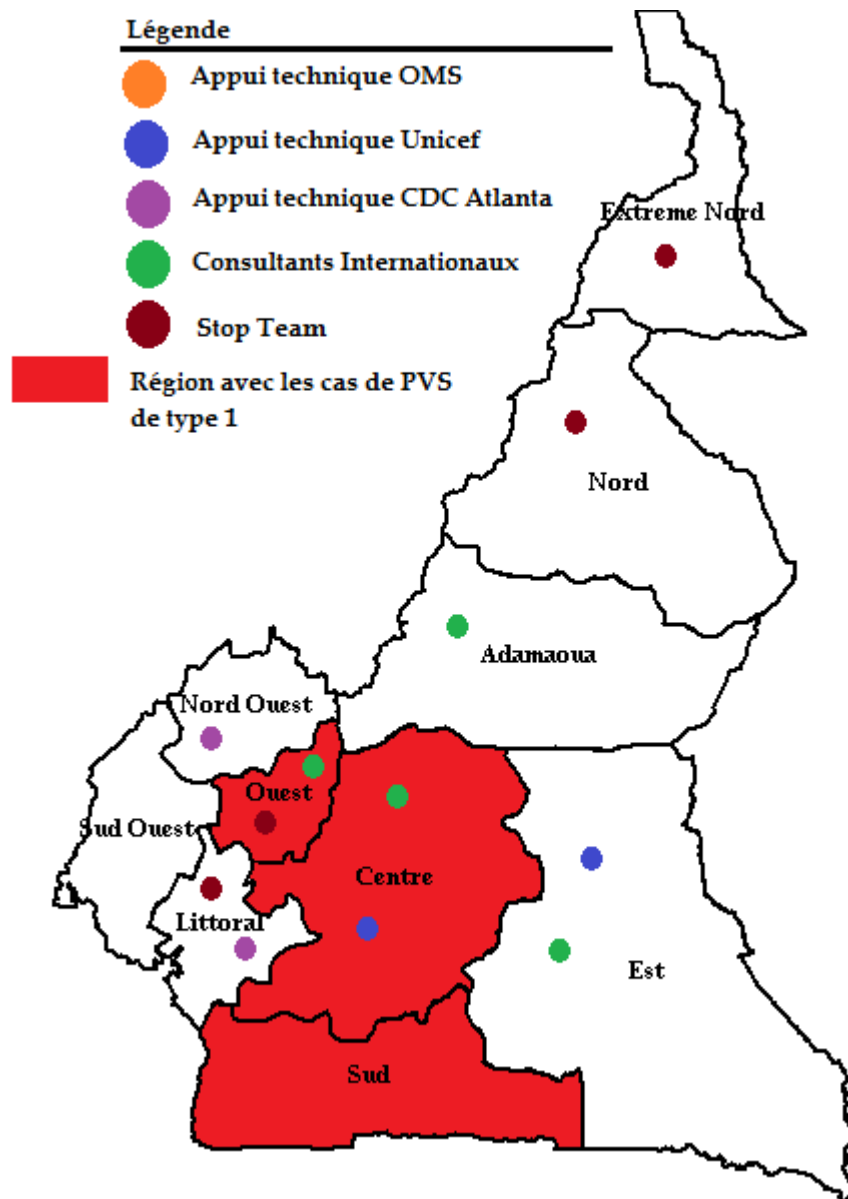 Légende
Appui technique OMS
Appui technique Unicef
Appui technique CDC Atlanta
Consultants Internationaux
Stop Team
Région avec les cas de PVS
de type 1
Extreme Nord
Nord
Adamaoua
Nord Ouest
Ouest
Sud Ouest
Centre
Littoral
Est
Sud